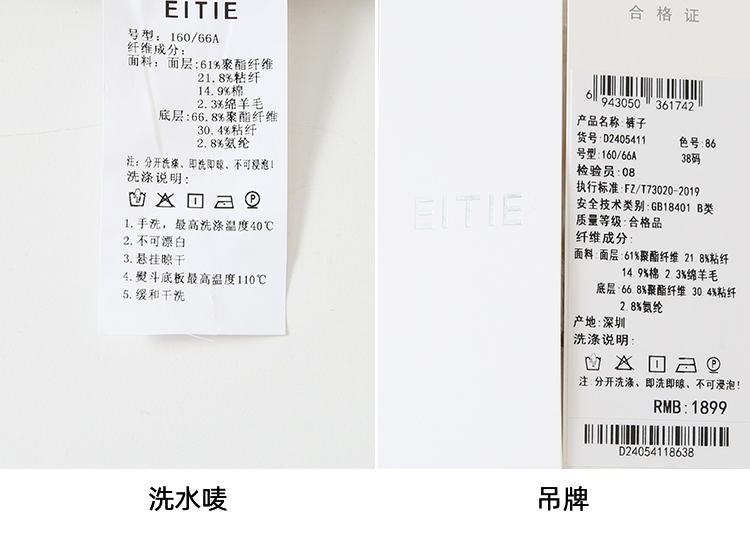 EITIE
号型: 160/66A
纤维成分:
面料: 面层:61%聚酯纤维
21.8%粘纤
14.9%棉
2.3%绵羊毛
底层:66.8%聚酯纤维
30.4%粘纤
2.8%氨纶
注: 分开洗涤、即洗即晾、不可浸泡!
洗涤说明:
1.手洗，最高洗涤温度40℃
2.不可漂白
3.悬挂晾干
4.熨斗底板最高温度110℃
5.缓和干洗
洗水唛
EITIE
合格证
6 943050 361742
产品名称:裤子
货号:D2405411 色号:86
号型:160/66A 38码
检验员:08
执行标准:FZ/T73020-2019
安全技术类别:GB18401 B类
质量等级:合格品
纤维成分:
面料:面层:61%聚酯纤维 21.8%粘纤
14.9%棉 2.3%绵羊毛
底层:66.8%聚酯纤维 30.4%粘纤
2.8%氨纶
产地:深圳
洗涤说明:
注:分开洗涤、即洗即晾、不可浸泡!
RMB:1899
D24054118638
吊牌